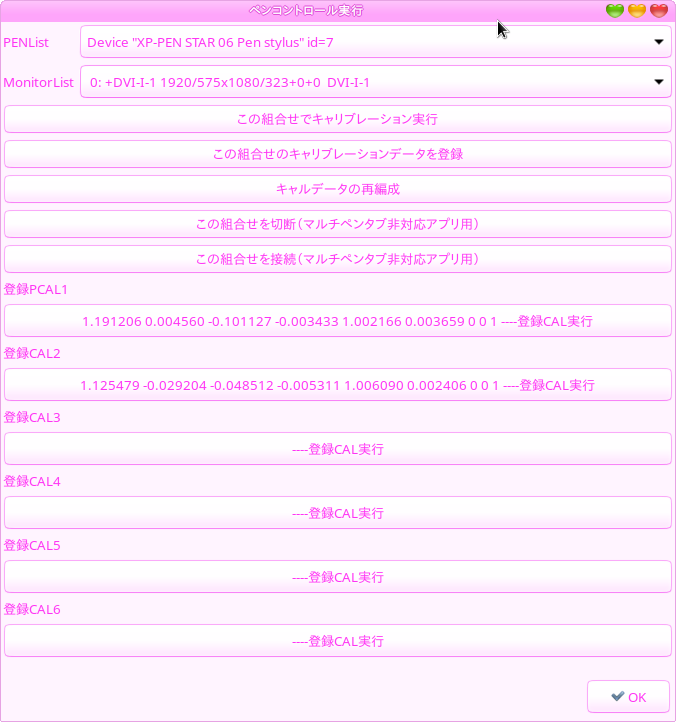 ペンコントロール実行
PENList Device "XP-PEN STAR 06 Pen stylus" id=7
MonitorList 0: +DVI-I-1 1920/575x1080/323+0+0 DVI-I-1
この組合せでキャリブレーション実行
この組合せのキャリブレーションデータを登録
キャルデータの再編成
この組合せを切断（マルチペンタブ非対応アプリ用）
この組合せを接続（マルチペンタブ非対応アプリ用）
登録PCAL1
1.191206 0.004560 -0.101127 -0.003433 1.002166 0.003659 0 0 1 ----登録CAL実行
登録CAL2
1.125479 -0.029204 -0.048512 -0.005311 1.006090 0.002406 0 0 1 ----登録CAL実行
登録CAL3
----登録CAL実行
登録CAL4
----登録CAL実行
登録CAL5
----登録CAL実行
登録CAL6
----登録CAL実行
OK